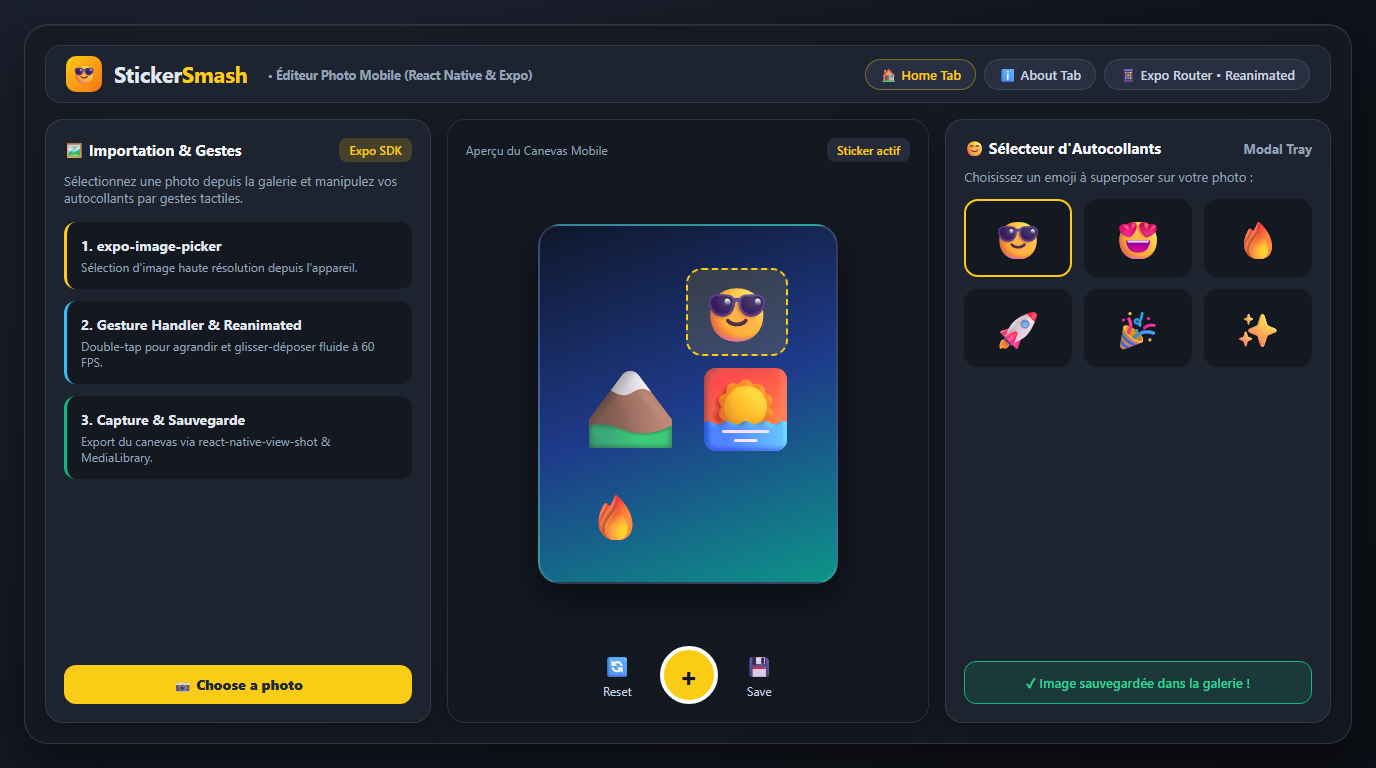 StickerSmash
• Éditeur Photo Mobile (React Native & Expo)
Home Tab
About Tab
Expo Router • Reanimated
Importation & Gestes
Expo SDK
Sélectionnez une photo depuis la galerie et manipulez vos
autocollants par gestes tactiles.
1. expo-image-picker
Sélection d'image haute résolution depuis l'appareil.
2. Gesture Handler & Reanimated
Double-tap pour agrandir et glisser-déposer fluide à 60
FPS.
3. Capture & Sauvegarde
Export du canevas via react-native-view-shot &
MediaLibrary.
Choose a photo
Aperçu du Canevas Mobile
Sticker actif
Reset
+
Save
Sélecteur d'Autocollants
Modal Tray
Choisissez un emoji à superposer sur votre photo :
✓ Image sauvegardée dans la galerie !